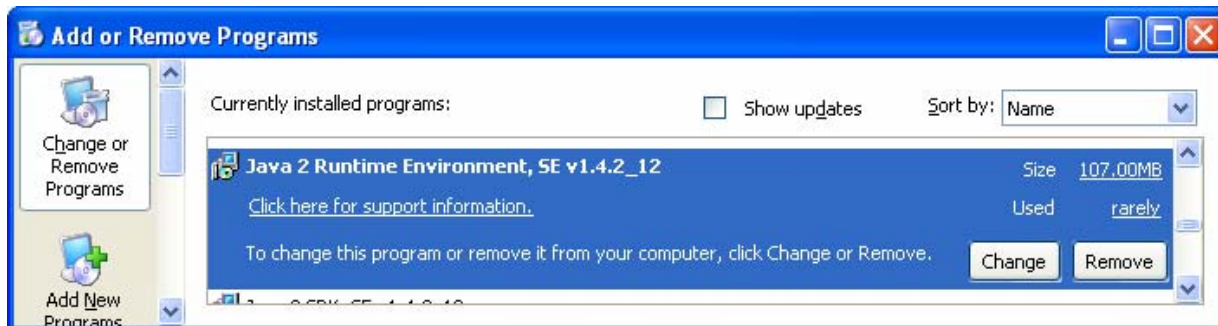 Add or Remove Programs
Change or
Remove
Programs
Add New
Programs
Currently installed programs:
Show updates
Sort by: Name
Java 2 Runtime Environment, SE v1.4.2_12
Size 107.00MB
Click here for support information.
Used rarely
To change this program or remove it from your computer, click Change or Remove.
Change
Remove